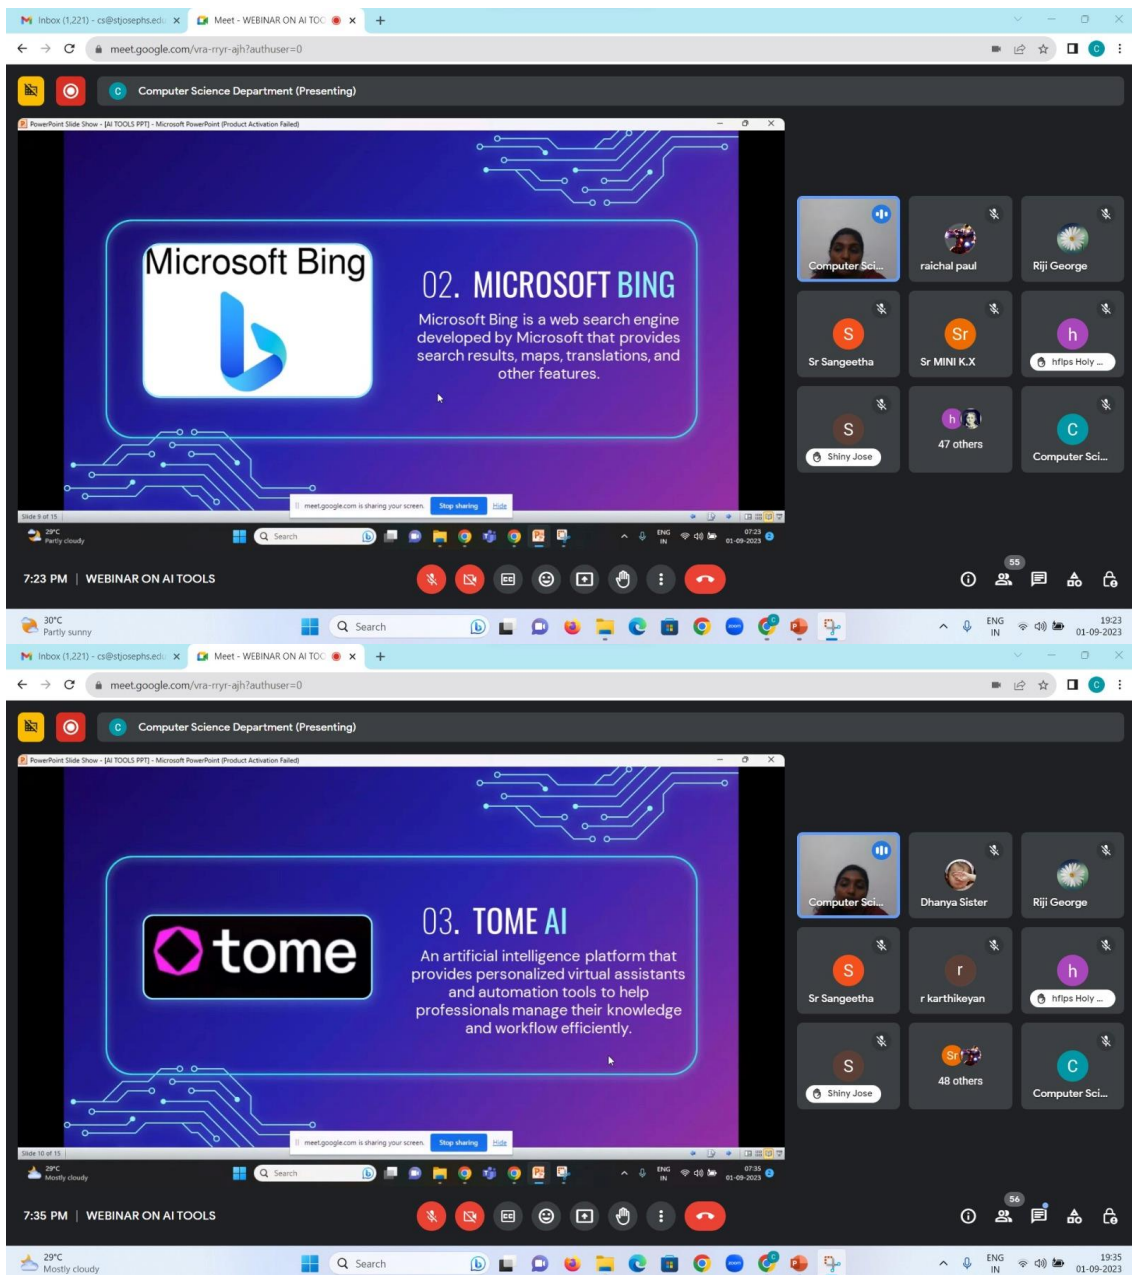 Inbox (1,221) - cs@stjosephs.edu
Meet - WEBINAR ON AI TOO
meet.google.com/vra-rryr-ajh?authuser=0
C
C
Computer Science Department (Presenting)
PowerPoint Slide Show - [AI TOOLS PPT] - Microsoft PowerPoint (Product Activation Failed)
Microsoft Bing
02. MICROSOFT BING
Microsoft Bing is a web search engine
developed by Microsoft that provides
search results, maps, translations, and
other features.
Computer Sci...
raichal paul
Riji George
S
Sr
h
Sr Sangeetha
Sr MINI K.X
hflps Holy ...
S
h
C
Shiny Jose
47 others
Computer Sci...
meet.google.com is sharing your screen.
Stop sharing
Hide
Slide 9 of 15
29°C
Partly cloudy
Search
ENG
IN
07:23
01-09-2023
2
7:23 PM | WEBINAR ON AI TOOLS
CC
55
30°C
Partly sunny
Search
zoom
ENG
IN
19:23
01-09-2023
Inbox (1,221) - cs@stjosephs.edu
Meet - WEBINAR ON AI TOO
meet.google.com/vra-rryr-ajh?authuser=0
C
C
Computer Science Department (Presenting)
PowerPoint Slide Show - [AI TOOLS PPT] - Microsoft PowerPoint (Product Activation Failed)
tome
03. TOME AI
An artificial intelligence platform that
provides personalized virtual assistants
and automation tools to help
professionals manage their knowledge
and workflow efficiently.
Computer Sci...
Dhanya Sister
Riji George
S
r
h
Sr Sangeetha
r karthikeyan
hflps Holy ...
S
Sr
C
Shiny Jose
48 others
Computer Sci...
meet.google.com is sharing your screen.
Stop sharing
Hide
Slide 10 of 15
29°C
Mostly cloudy
Search
ENG
IN
07:35
01-09-2023
2
7:35 PM | WEBINAR ON AI TOOLS
CC
56
29°C
Mostly cloudy
Search
zoom
ENG
IN
19:35
01-09-2023